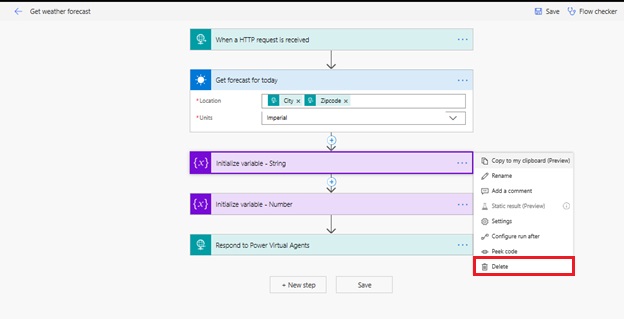 Get weather forecast
Save
Flow checker
When a HTTP request is received
Get forecast for today
*Location
City ×
Zipcode ×
*Units
Imperial
{x} Initialize variable - String
{x} Initialize variable - Number
Respond to Power Virtual Agents
+ New step
Save
Copy to my clipboard (Preview)
Rename
Add a comment
Static result (Preview)
Settings
Configure run after
Peek code
Delete